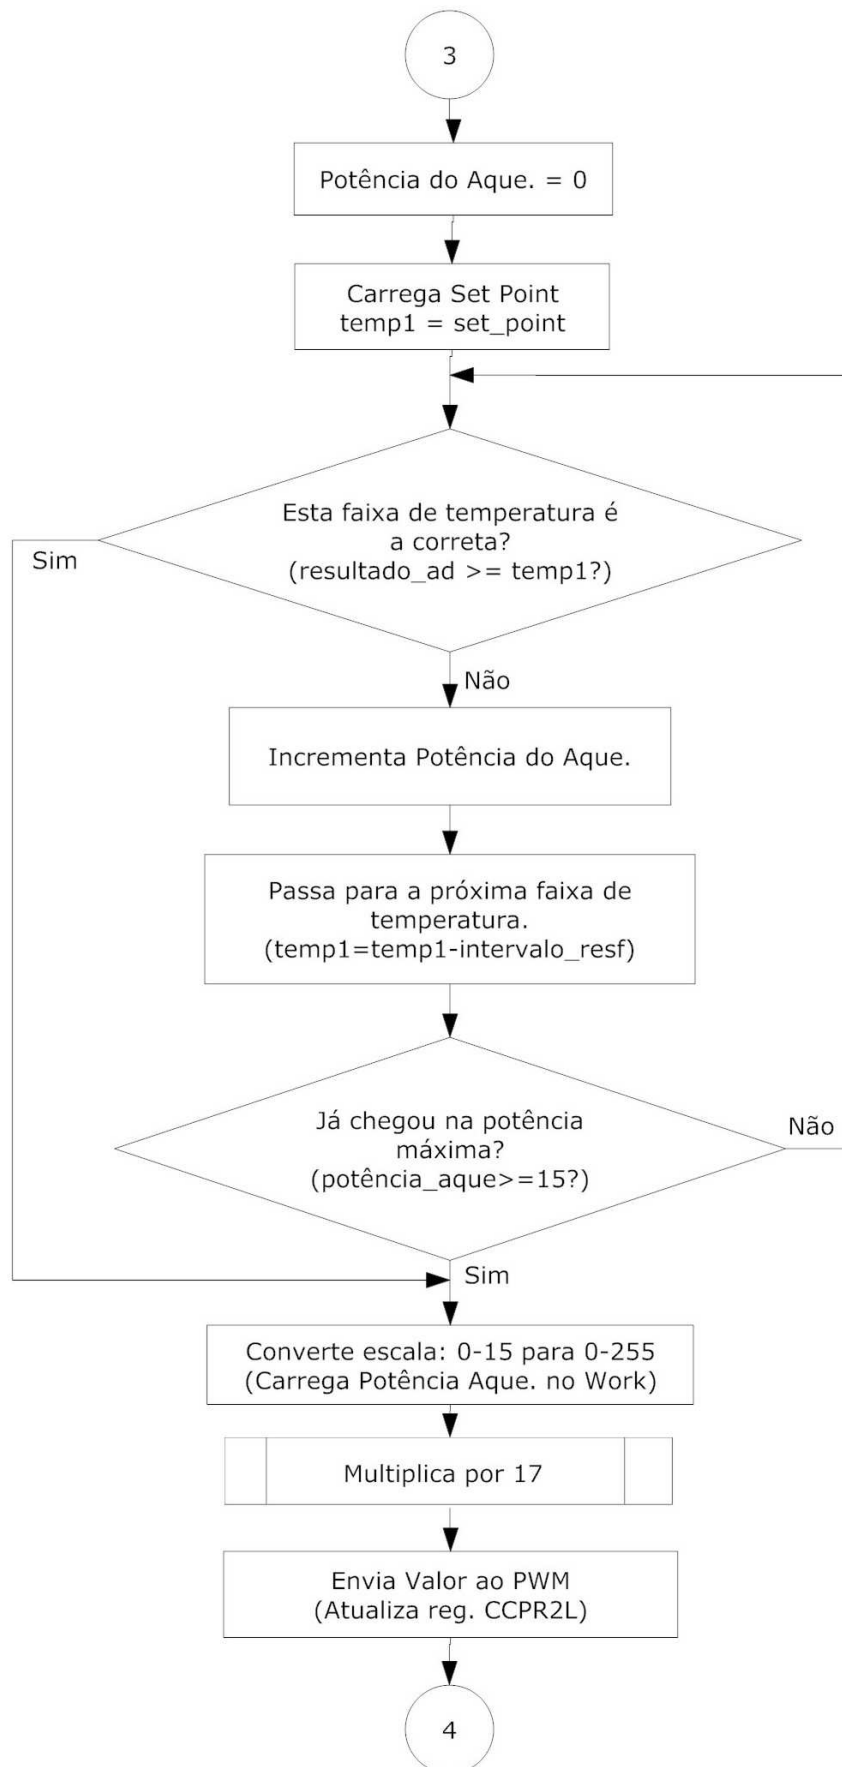 3
Potência do Aque. = 0
Carrega Set Point
temp1 = set_point
Esta faixa de temperatura é
a correta?
(resultado_ad >= temp1?)
Sim
Não
Incrementa Potência do Aque.
Passa para a próxima faixa de
temperatura.
(temp1=temp1-intervalo_resf)
Já chegou na potência
máxima?
(potência_aque>=15?)
Não
Sim
Converte escala: 0-15 para 0-255
(Carrega Potência Aque. no Work)
Multiplica por 17
Envia Valor ao PWM
(Atualiza reg. CCPR2L)
4